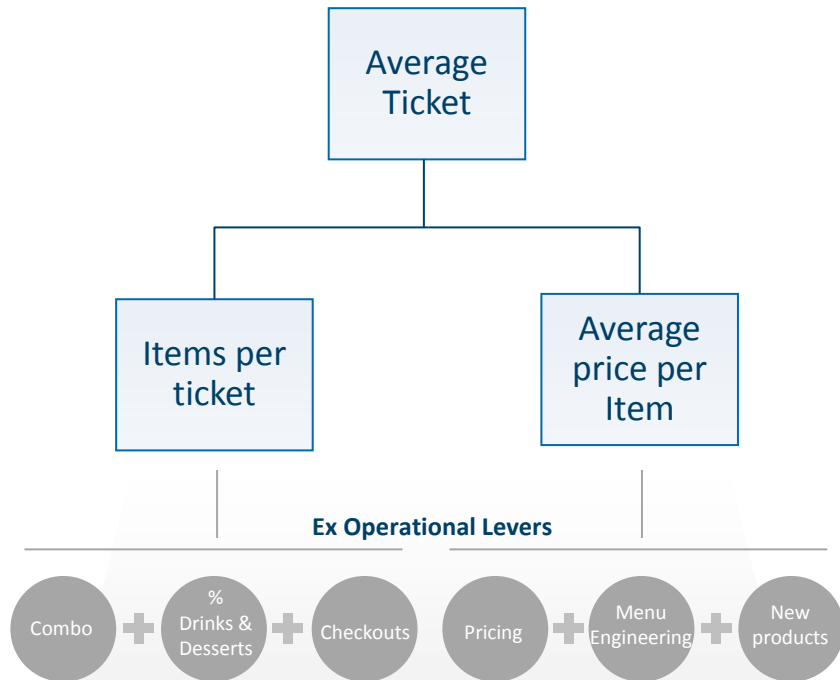 Average
Ticket
Items per
ticket
Average
price per
Item
Ex Operational Levers
Combo
%
Drinks &
Desserts
Checkouts
Pricing
Menu
Engineering
New
products